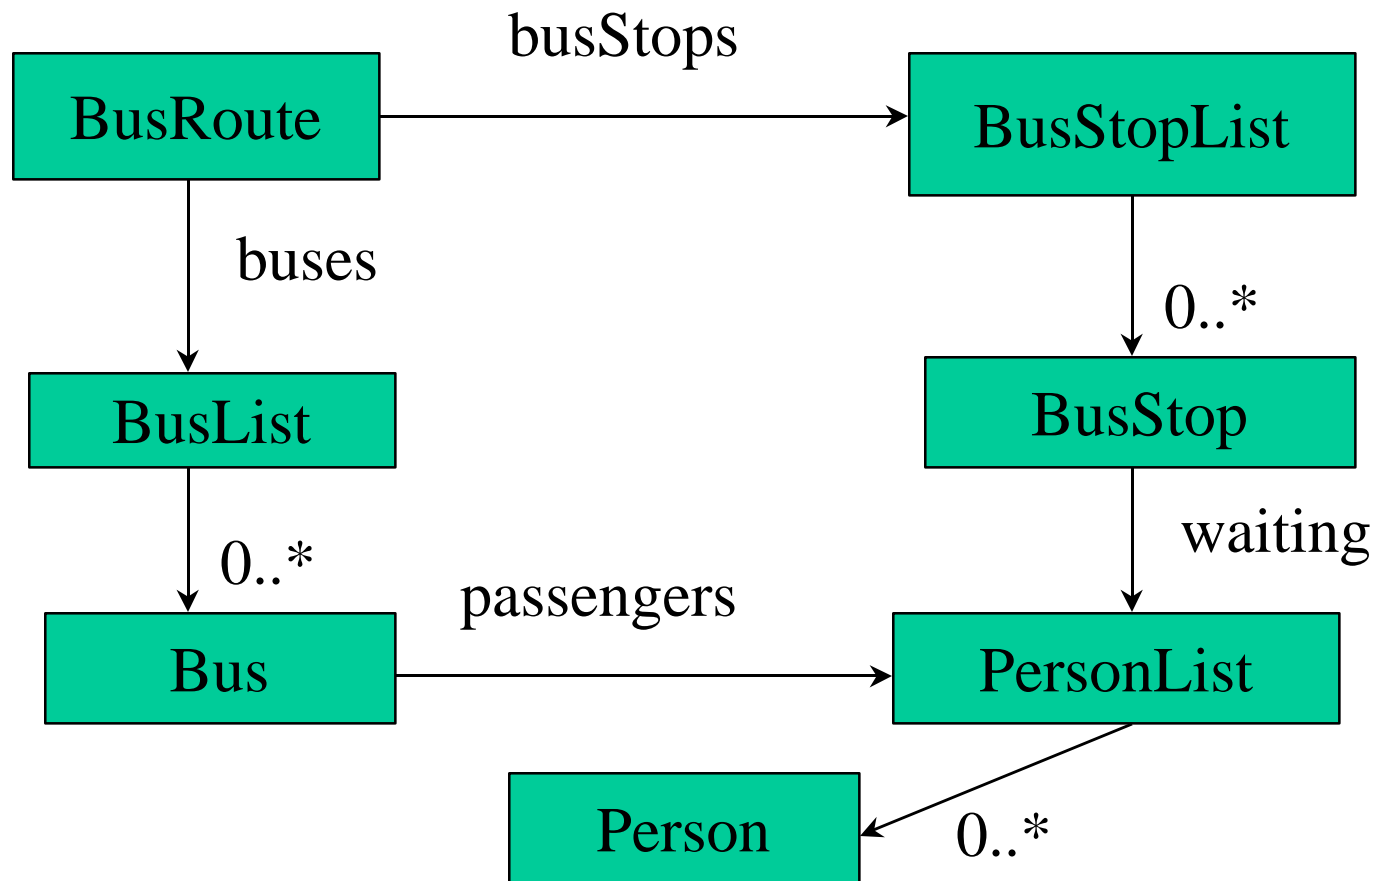 busStops
BusRoute
BusStopList
buses
0..*
BusList
BusStop
waiting
0..*
passengers
Bus
PersonList
Person
0..*